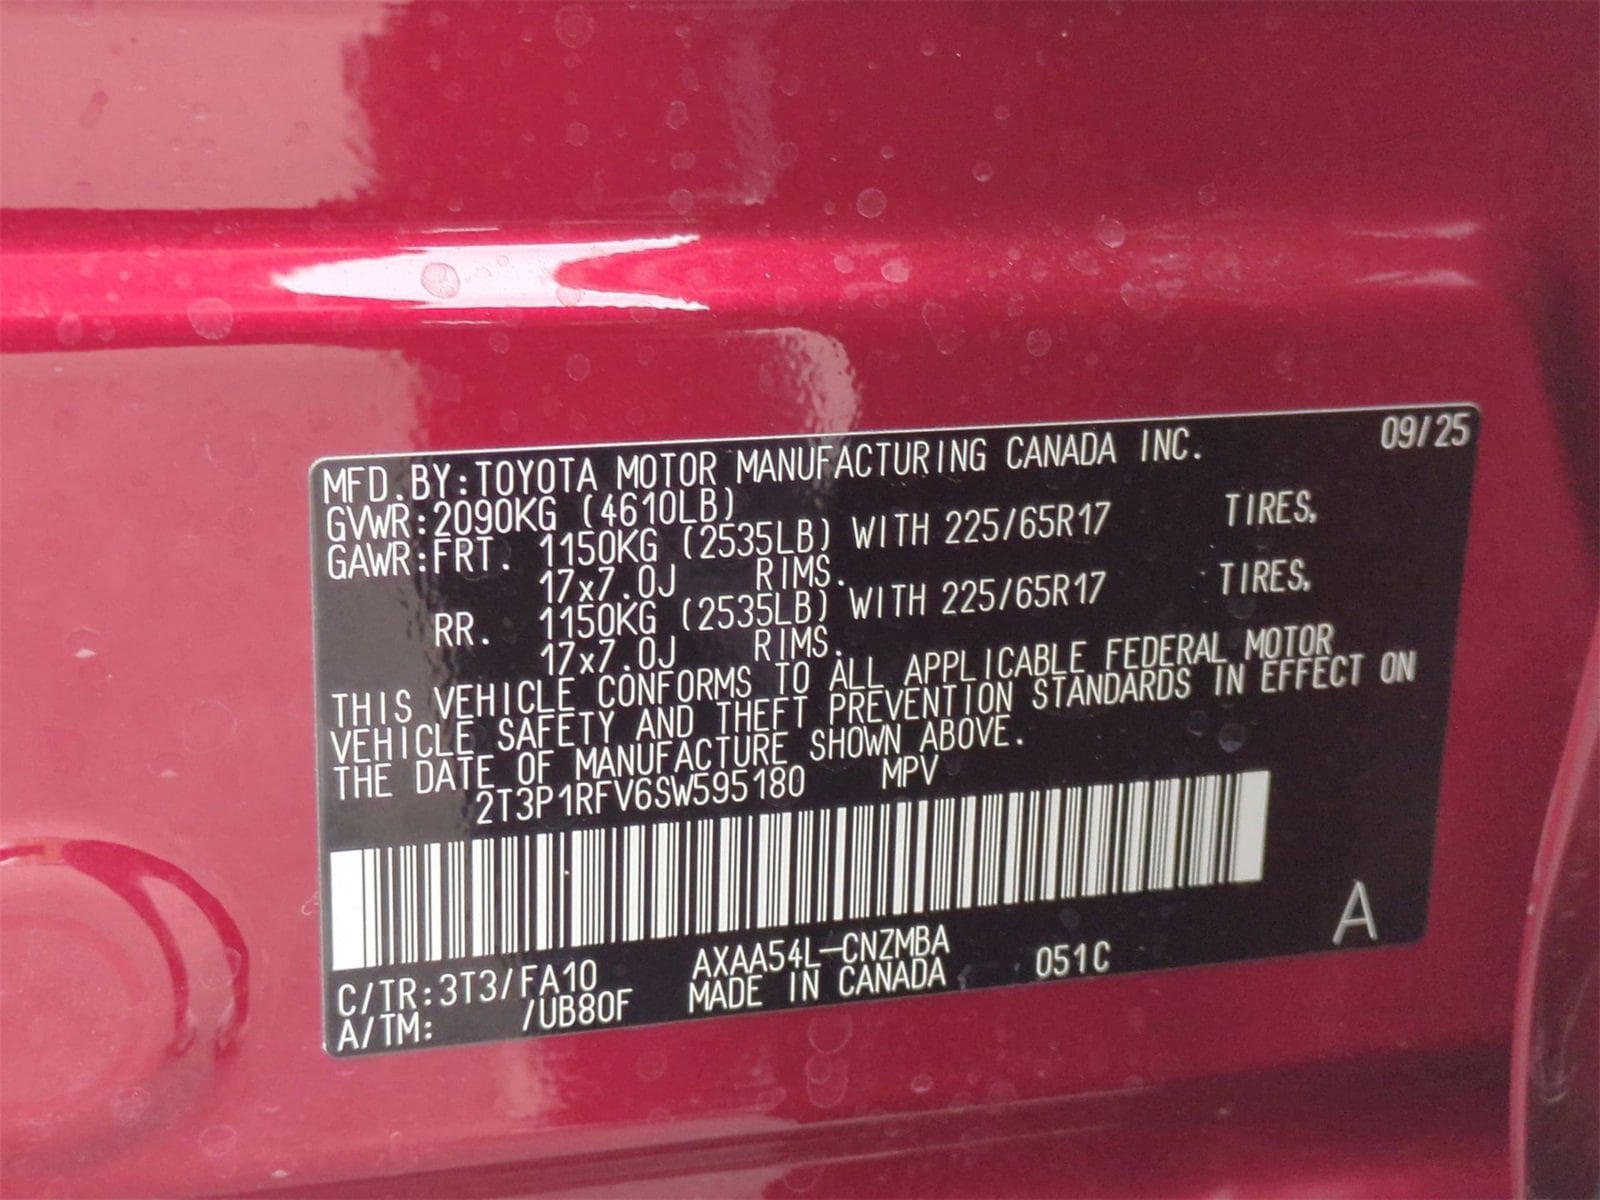 MFD.BY:TOYOTA MOTOR MANUFACTURING CANADA INC. 09/25
GVWR:2090KG (4610LB)
GAWR:FRT. 1150KG (2535LB) WITH 225/65R17 TIRES,
17x7.0J RIMS.
RR. 1150KG (2535LB) WITH 225/65R17 TIRES,
17x7.0J RIMS.
THIS VEHICLE CONFORMS TO ALL APPLICABLE FEDERAL MOTOR
VEHICLE SAFETY AND THEFT PREVENTION STANDARDS IN EFFECT ON
THE DATE OF MANUFACTURE SHOWN ABOVE.
2T3P1RFV6SW595180 MPV
A
C/TR:3T3/FA10 AXAA54L-CNZMBA 051C
A/TM: /UB80F MADE IN CANADA